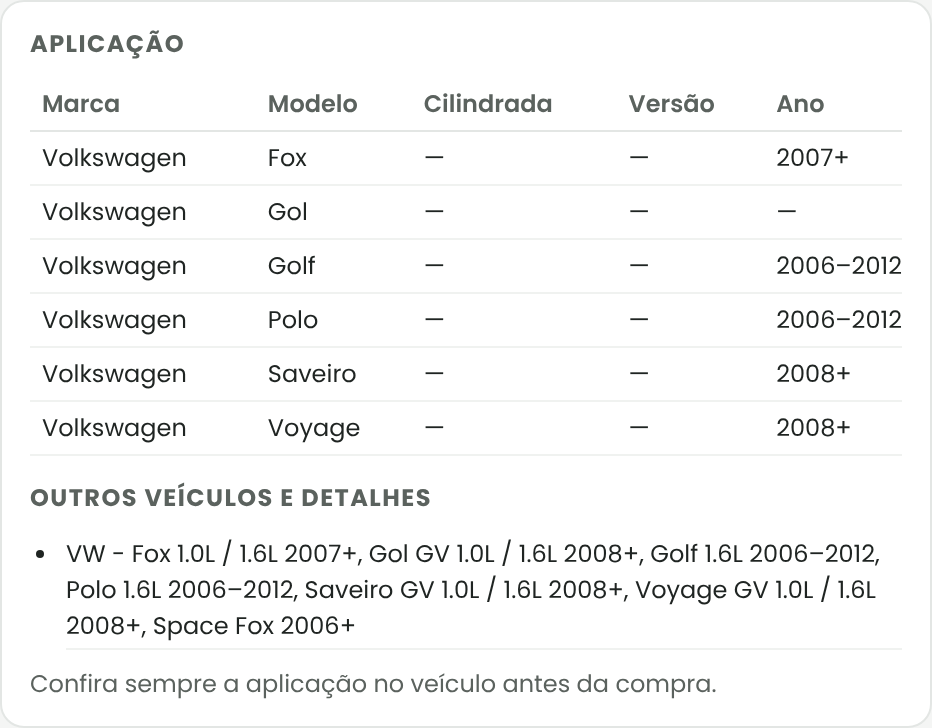 APLICAÇÃO
Marca Modelo Cilindrada Versão Ano
Volkswagen Fox — — 2007+
Volkswagen Gol — — —
Volkswagen Golf — — 2006–2012
Volkswagen Polo — — 2006–2012
Volkswagen Saveiro — — 2008+
Volkswagen Voyage — — 2008+
OUTROS VEÍCULOS E DETALHES
• VW - Fox 1.0L / 1.6L 2007+, Gol GV 1.0L / 1.6L 2008+, Golf 1.6L 2006–2012,
Polo 1.6L 2006–2012, Saveiro GV 1.0L / 1.6L 2008+, Voyage GV 1.0L / 1.6L
2008+, Space Fox 2006+
Confira sempre a aplicação no veículo antes da compra.